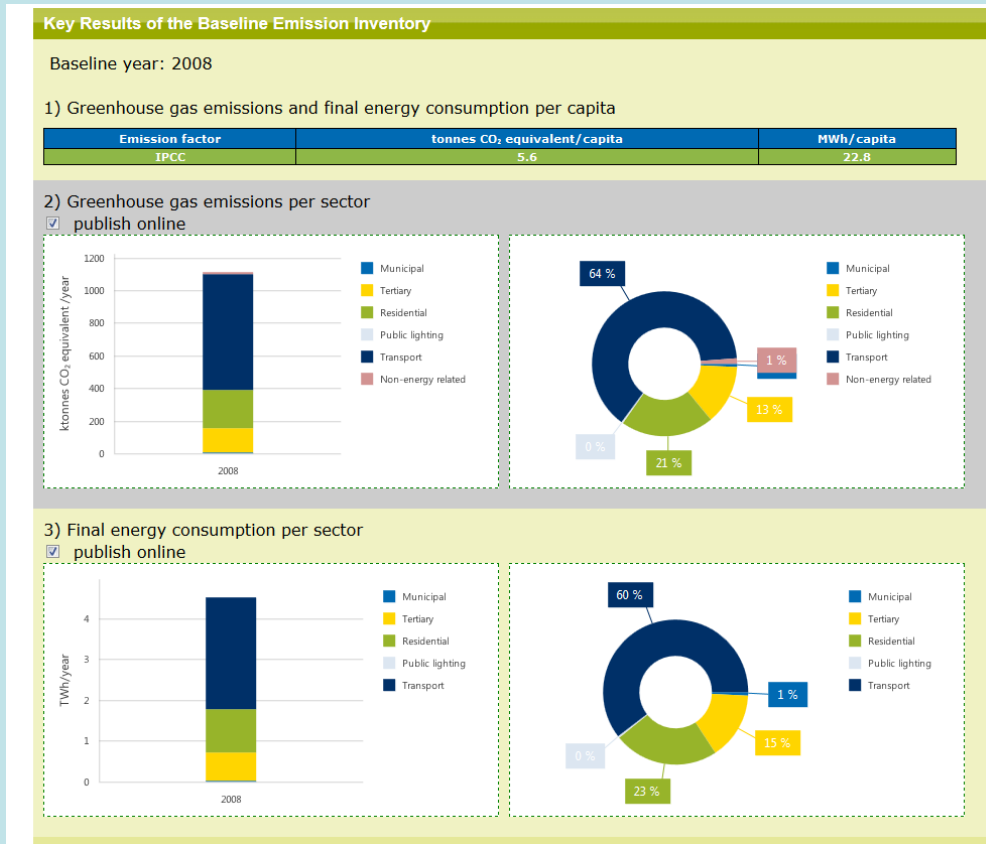 Key Results of the Baseline Emission Inventory
Baseline year: 2008
1) Greenhouse gas emissions and final energy consumption per capita
Emission factor tonnes CO₂ equivalent/capita MWh/capita
IPCC 5.6 22.8
2) Greenhouse gas emissions per sector
publish online
1200
1000
800
600
400
200
0
ktonnes CO₂ equivalent /year
2008
Municipal
Tertiary
Residential
Public lighting
Transport
Non-energy related
64 %
1 %
13 %
21 %
0 %
Municipal
Tertiary
Residential
Public lighting
Transport
Non-energy related
3) Final energy consumption per sector
publish online
4
3
2
1
0
TWh/year
2008
Municipal
Tertiary
Residential
Public lighting
Transport
60 %
1 %
15 %
23 %
0 %
Municipal
Tertiary
Residential
Public lighting
Transport